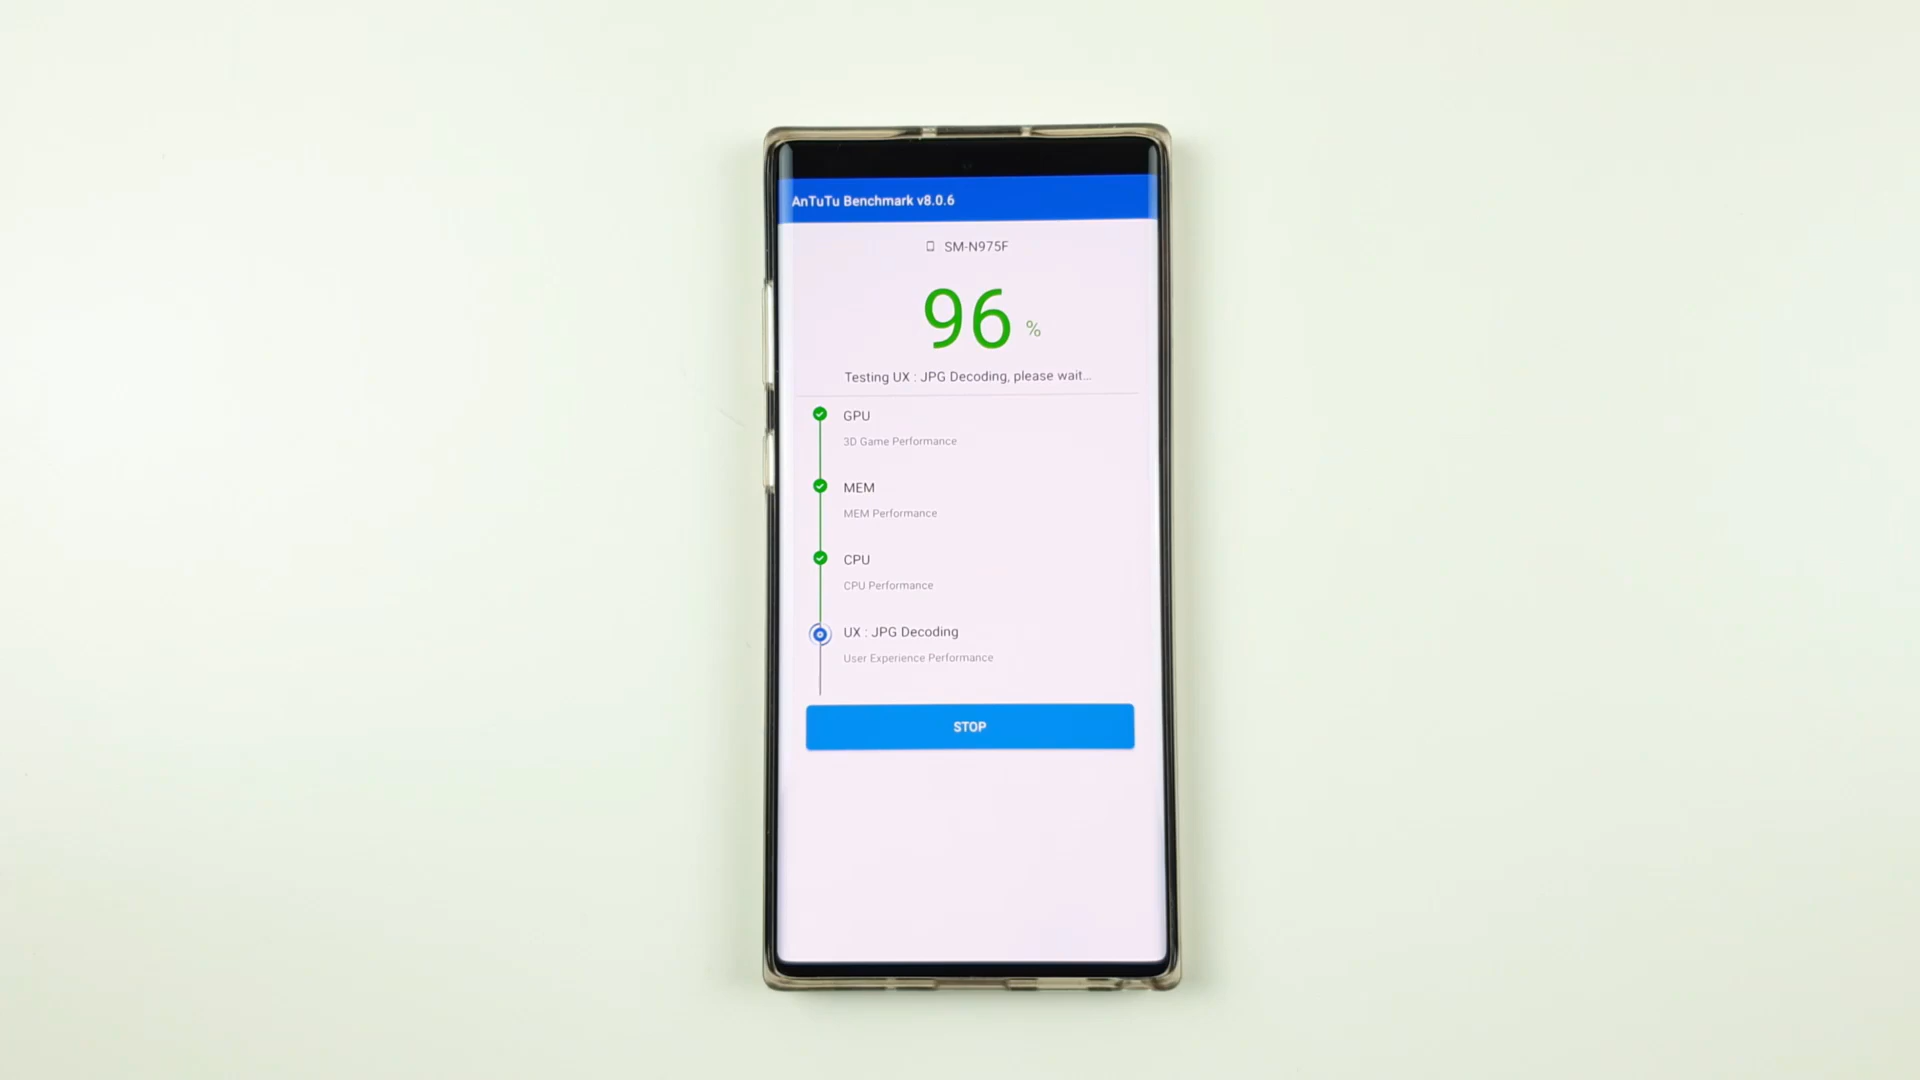 AnTuTu Benchmark v8.0.6
SM-N975F
96 %
Testing UX : JPG Decoding, please wait...
GPU
3D Game Performance
MEM
MEM Performance
CPU
CPU Performance
UX : JPG Decoding
User Experience Performance
STOP